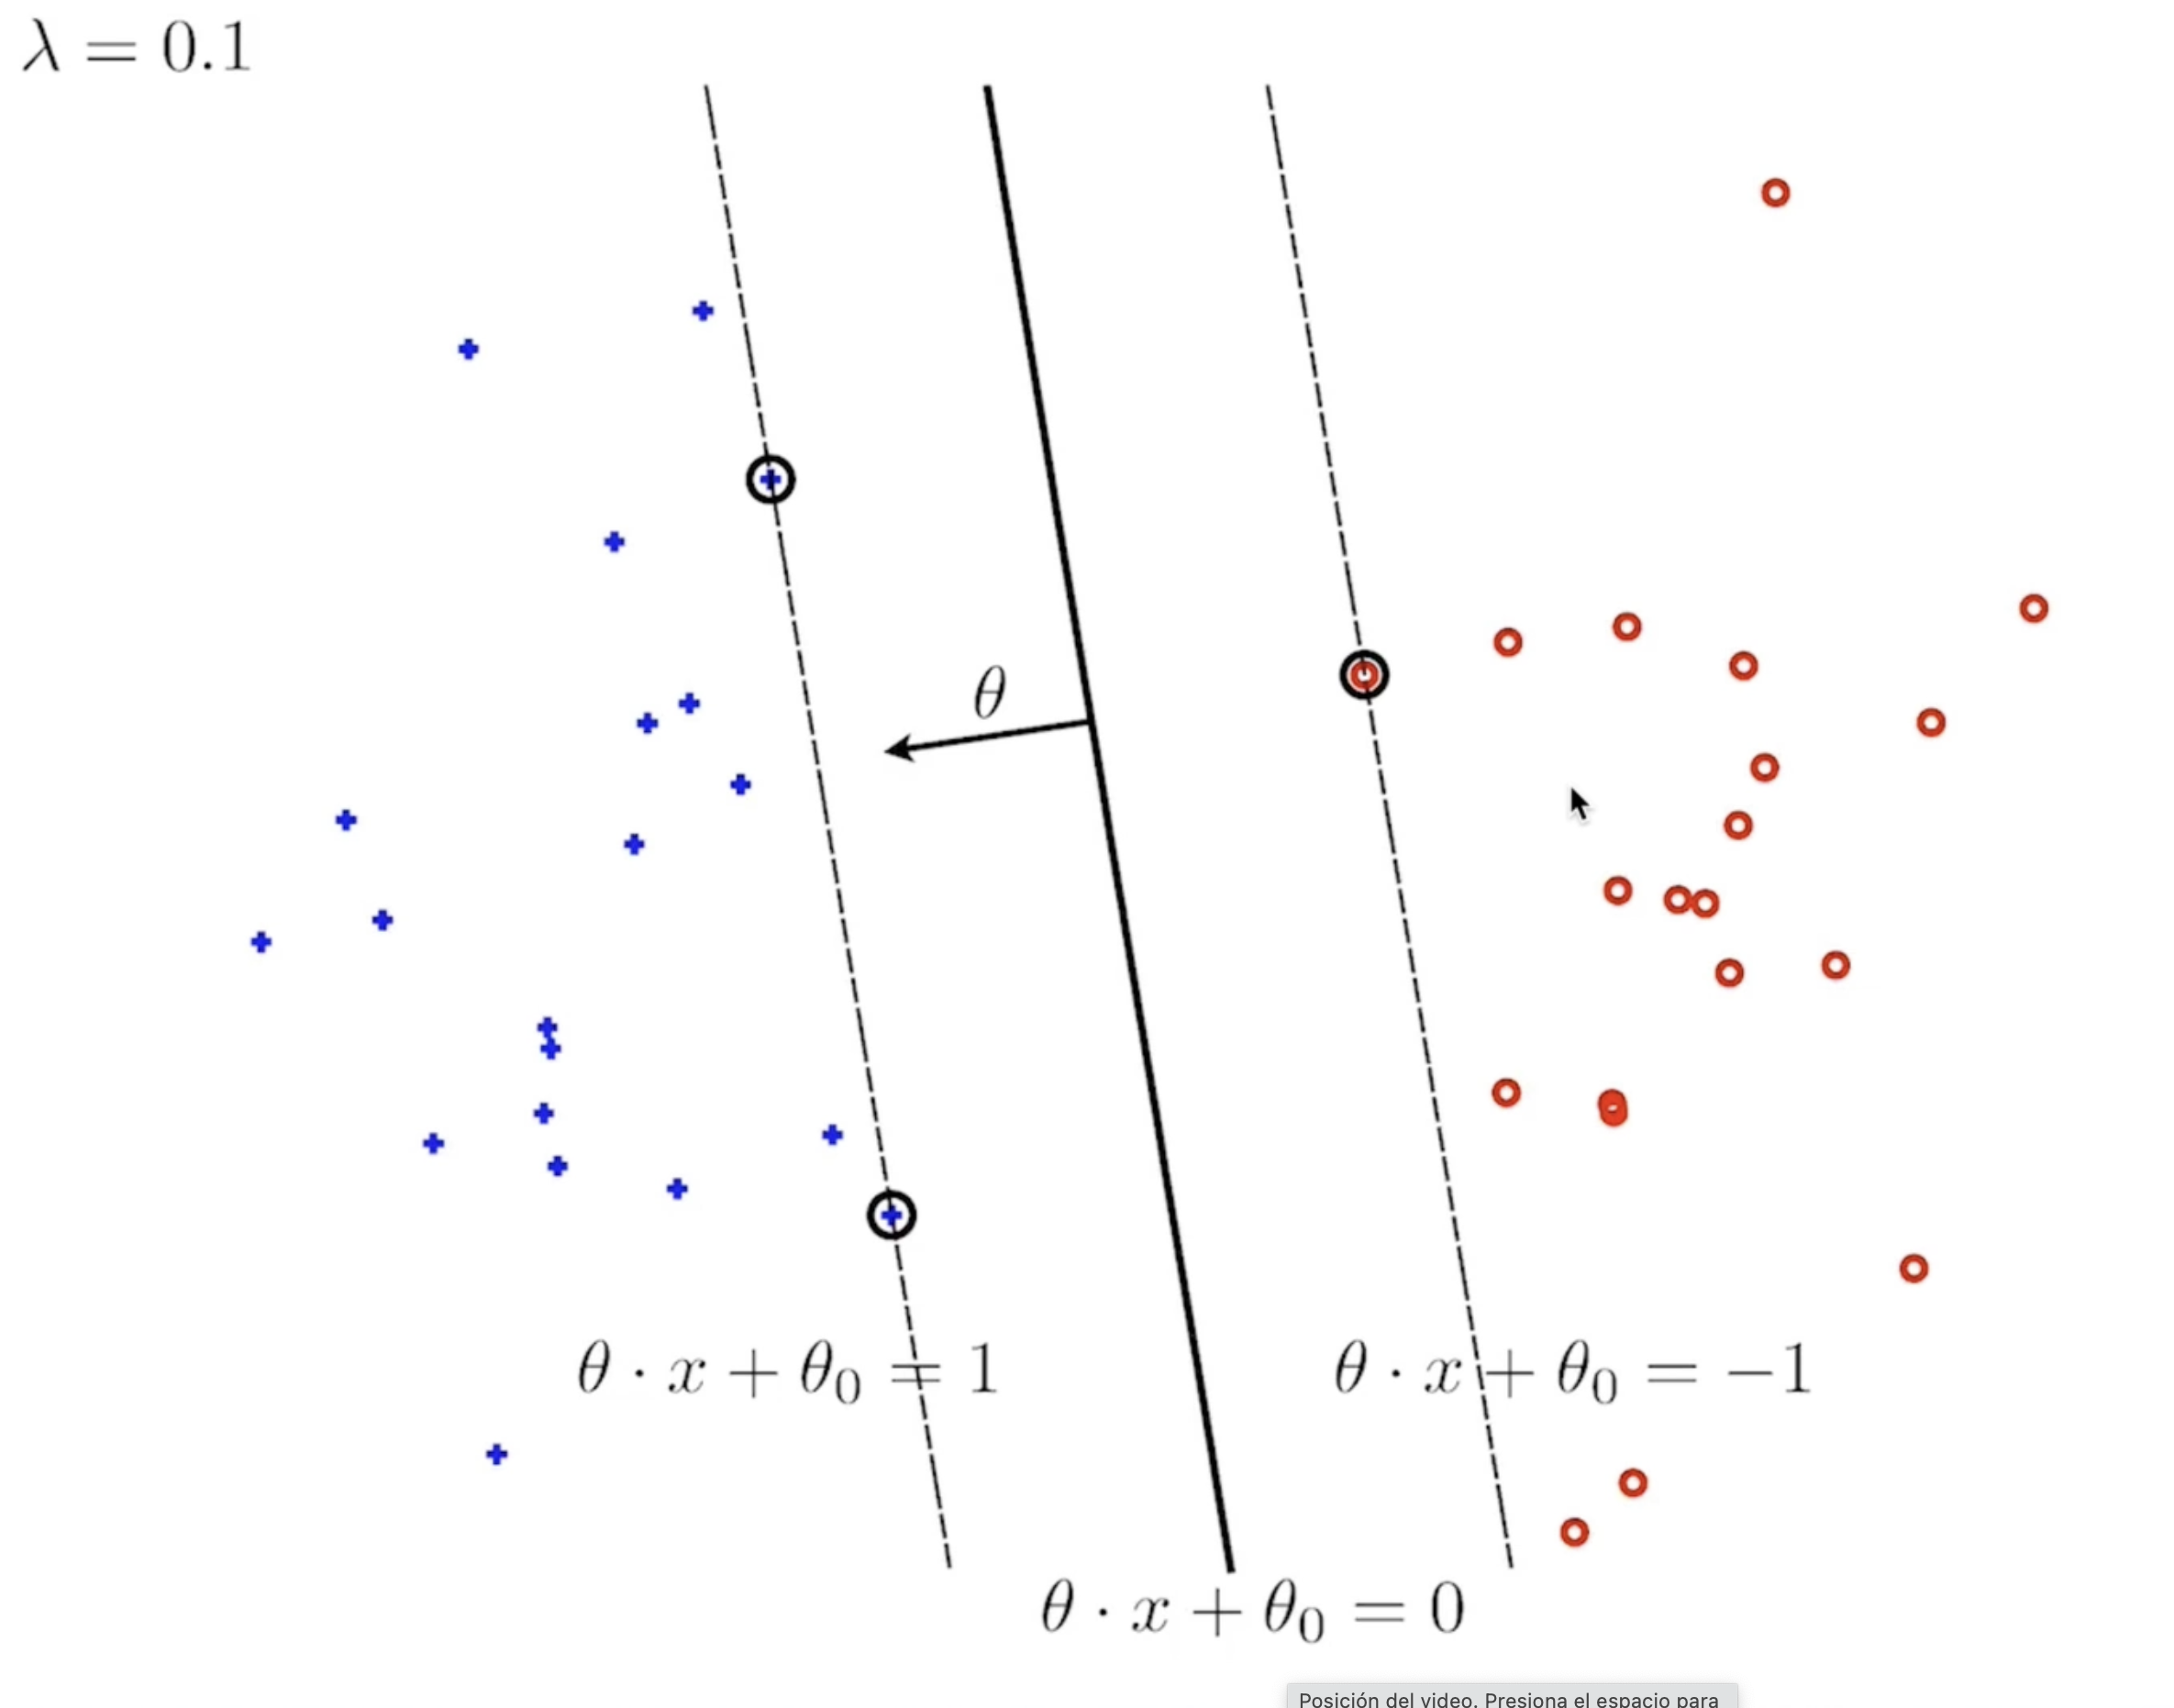 λ = 0.1
θ
θ · x + θ₀ = 1
θ · x + θ₀ = −1
θ · x + θ₀ = 0
Posición del video. Presiona el espacio para